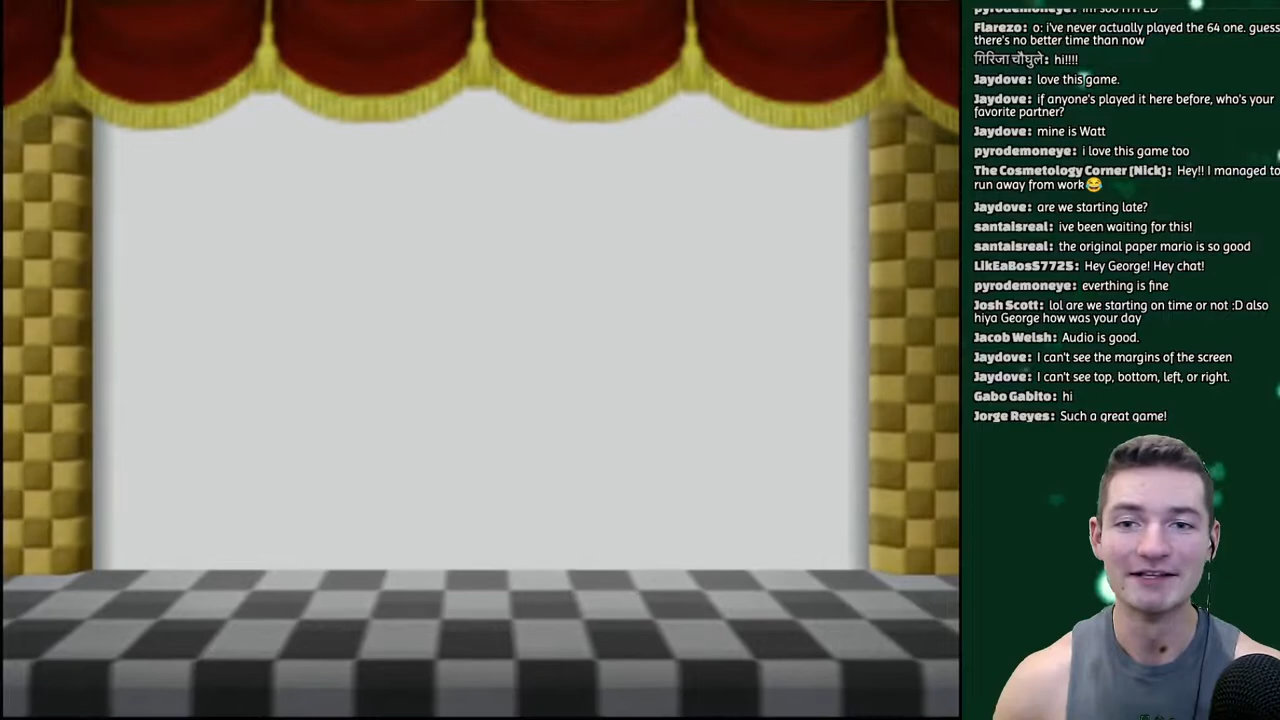 pyrodemoneye: im soo HYPED
Flarezo: o: i've never actually played the 64 one. guess
there's no better time than now
गिरिजा चौघुले: hi!!!!
Jaydove: love this game.
Jaydove: if anyone's played it here before, who's your
favorite partner?
Jaydove: mine is Watt
pyrodemoneye: i love this game too
The Cosmetology Corner (Nick): Hey!! I managed to
run away from work😂
Jaydove: are we starting late?
santaisreal: ive been waiting for this!
santaisreal: the original paper mario is so good
LikEaBosS7725: Hey George! Hey chat!
pyrodemoneye: everthing is fine
Josh Scott: lol are we starting on time or not :D also
hiya George how was your day
Jacob Welsh: Audio is good.
Jaydove: I can't see the margins of the screen
Jaydove: I can't see top, bottom, left, or right.
Gabo Gabito: hi
Jorge Reyes: Such a great game!